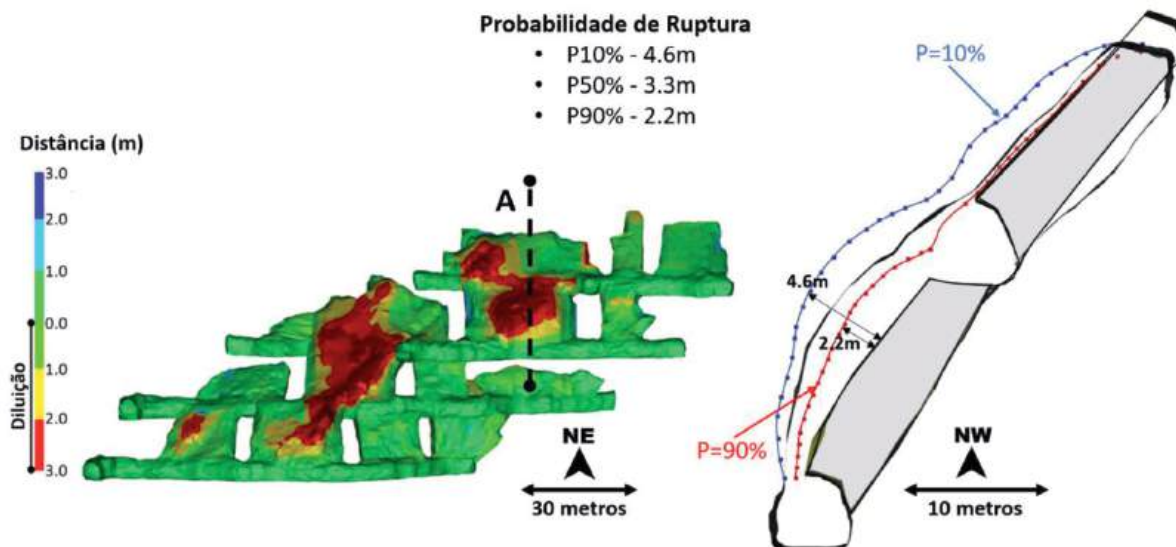 Probabilidade de Ruptura
• P10% - 4.6m
• P50% - 3.3m
• P90% - 2.2m
P=10%
Distância (m)
3.0
2.0
1.0
0.0
1.0
2.0
3.0
Diluição
A
4.6m
2.2m
P=90%
NE
30 metros
NW
10 metros